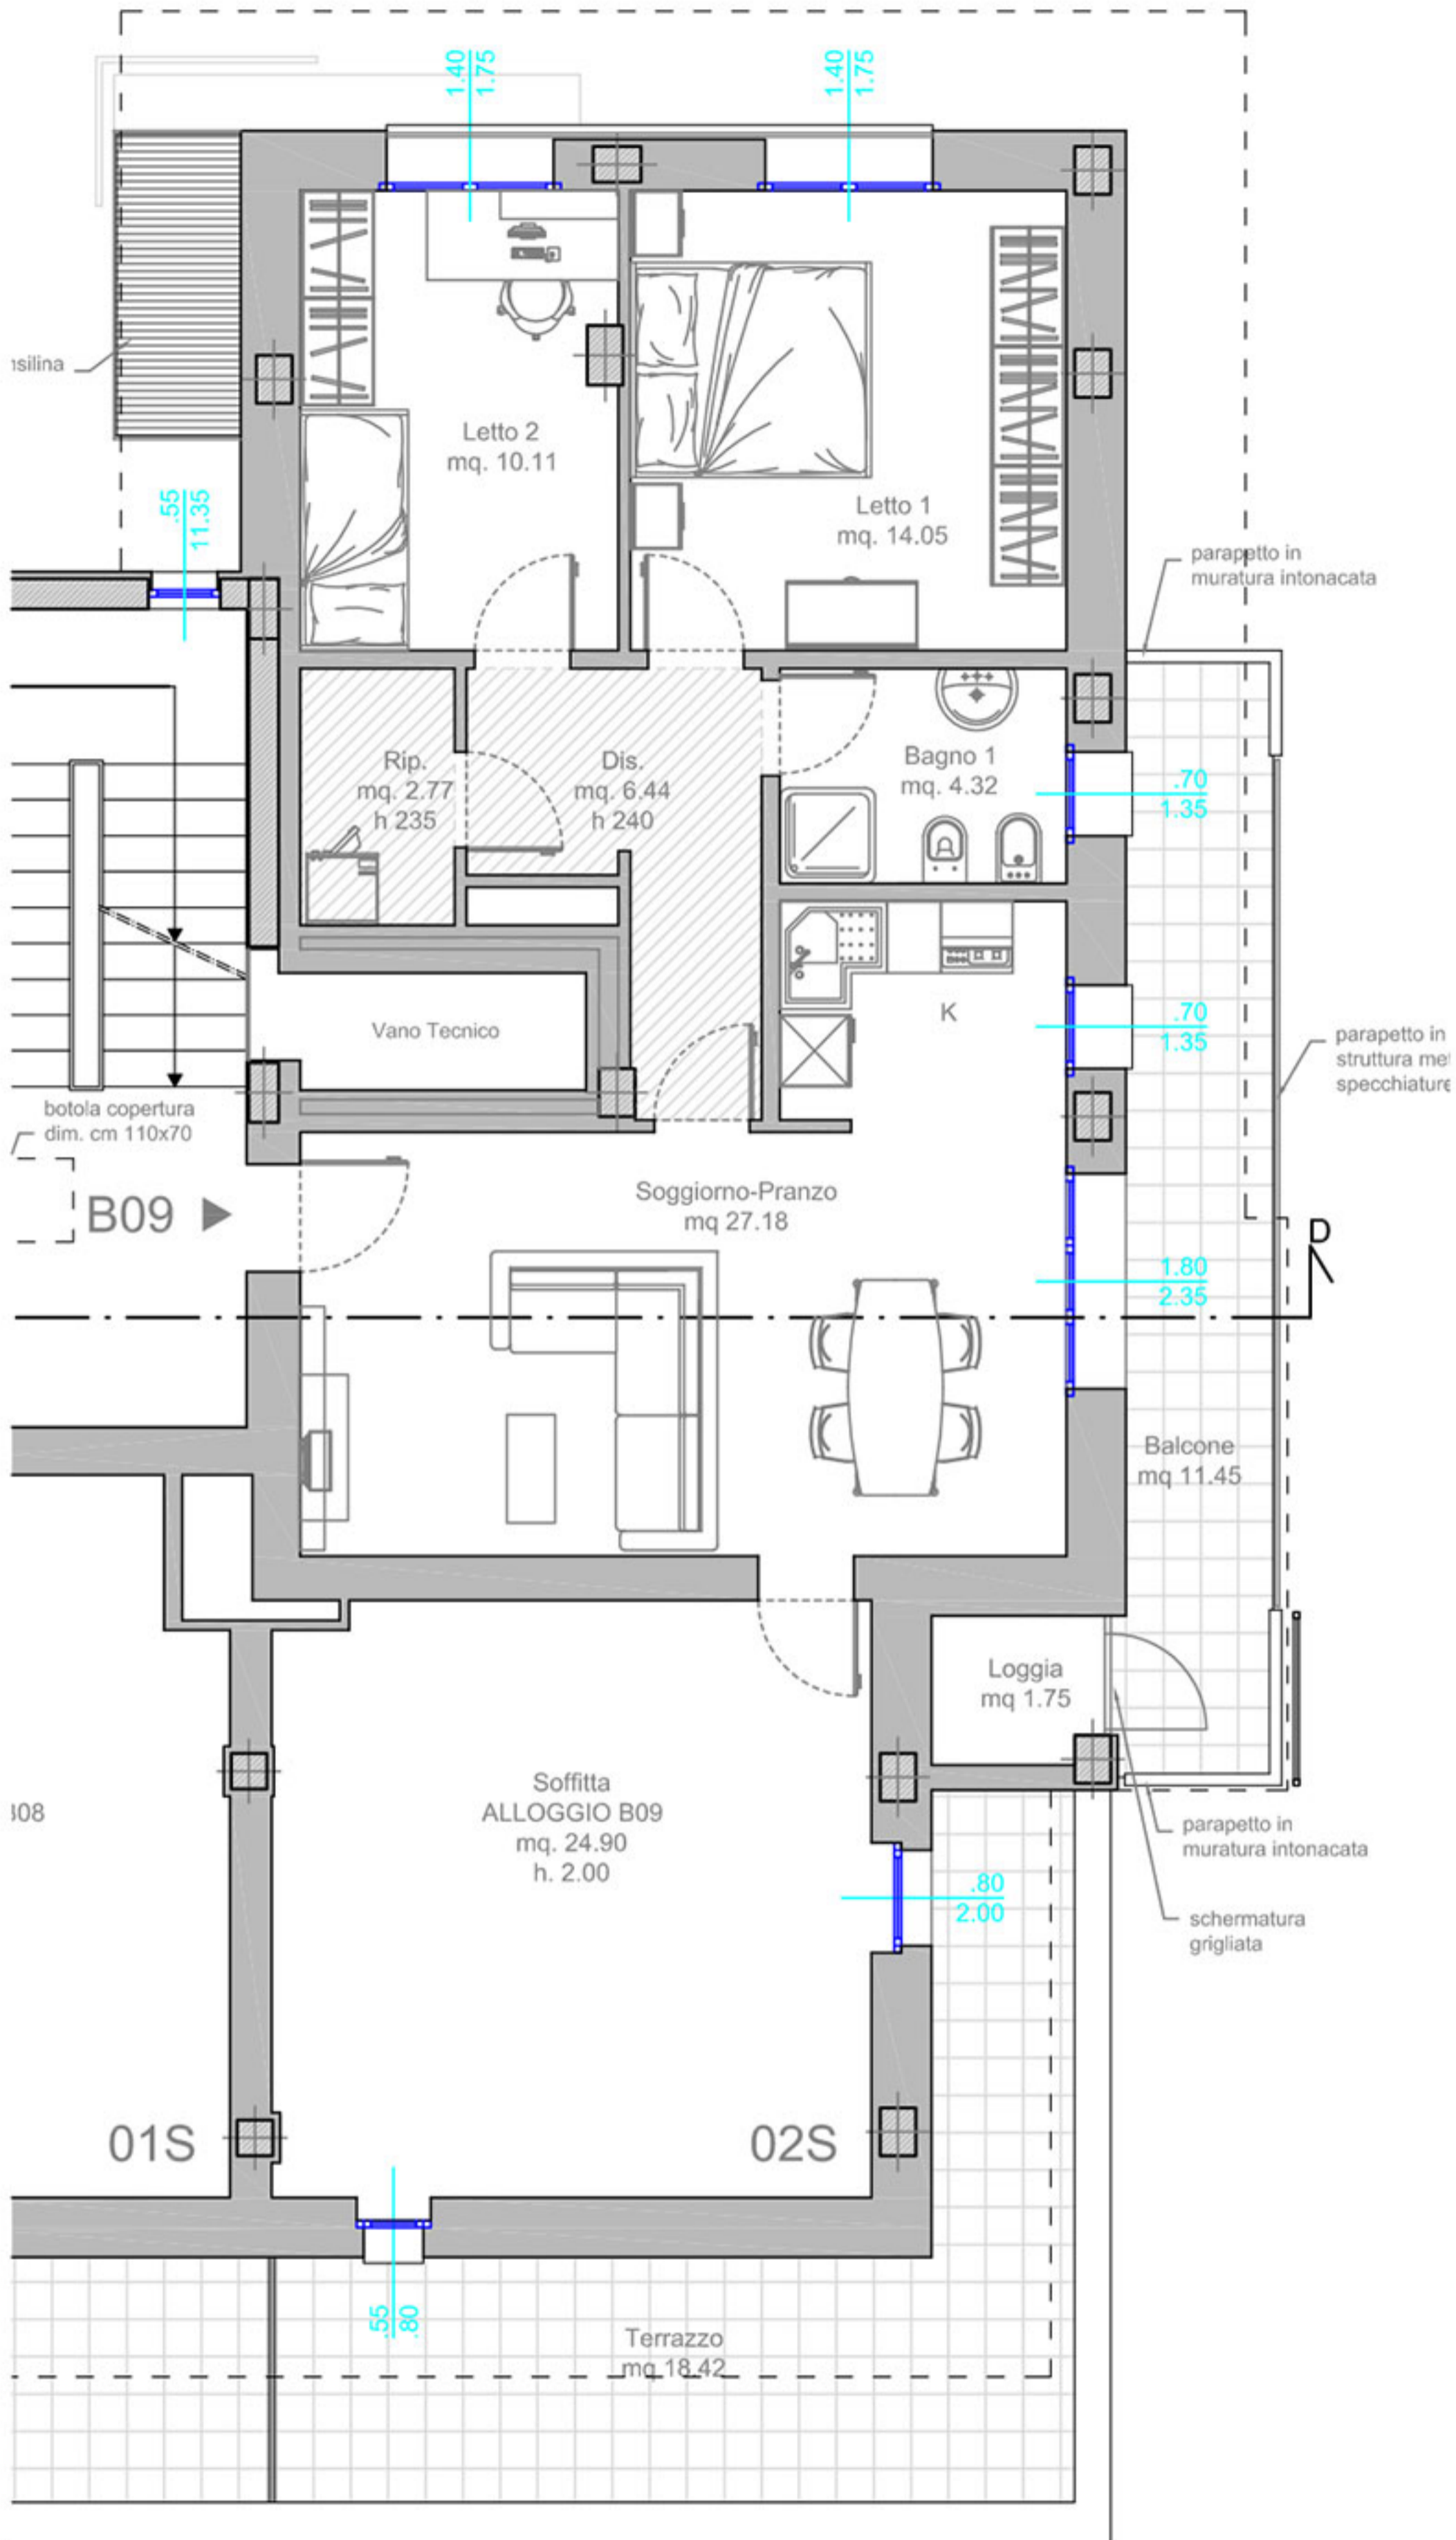 1.40
1.75
1.40
1.75
Letto 2
mq. 10.11
Letto 1
mq. 14.05
.55
11.35
parapetto in
muratura intonacata
Rip.
mq. 2.77
h 235
Dis.
mq. 6.44
h 240
Bagno 1
mq. 4.32
.70
1.35
K
.70
1.35
Vano Tecnico
parapetto in
struttura
specchiature
botola copertura
dim. cm 110x70
B09
Soggiorno-Pranzo
mq 27.18
D
1.80
2.35
Balcone
mq 11.45
Loggia
mq 1.75
Soffitta
ALLOGGIO B09
mq. 24.90
h. 2.00
parapetto in
muratura intonacata
.80
2.00
schermatura
grigliata
01S
02S
.55
.80
Terrazzo
mq 18.42